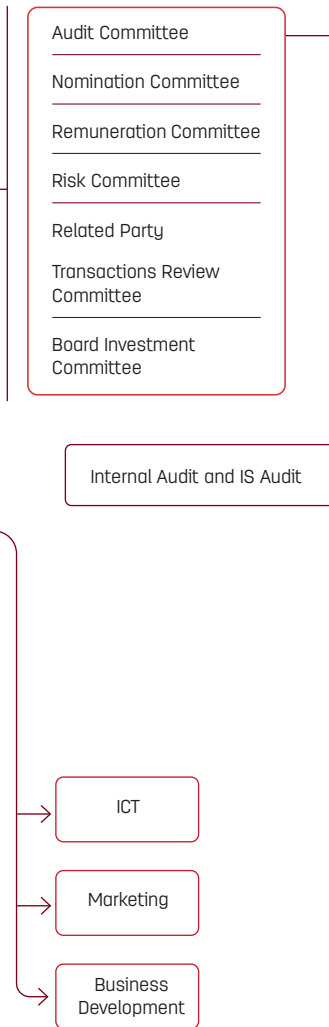 Audit Committee
Nomination Committee
Remuneration Committee
Risk Committee
Related Party
Transactions Review
Committee
Board Investment
Committee
Internal Audit and IS Audit
ICT
Marketing
Business
Development